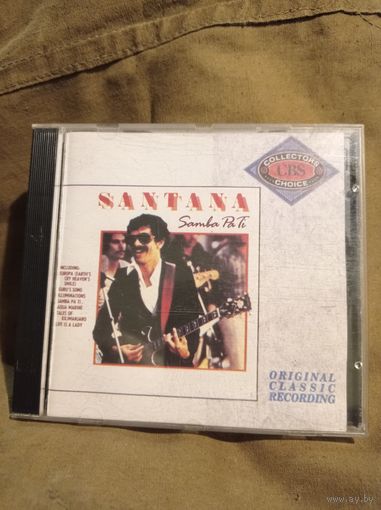 COLLECTORS
CBS
CHOICE
SANTANA
Samba Pa Ti
INCLUDING:
EUROPA (EARTH'S
CRY HEAVEN'S
SMILE)
GURU'S SONG
ILLUMINATIONS
SAMBA PA TI
AQUA MARINE
TALES OF
KILIMANJARO
LIFE IS A LADY
ORIGINAL
CLASSIC
RECORDING
www.ay.by